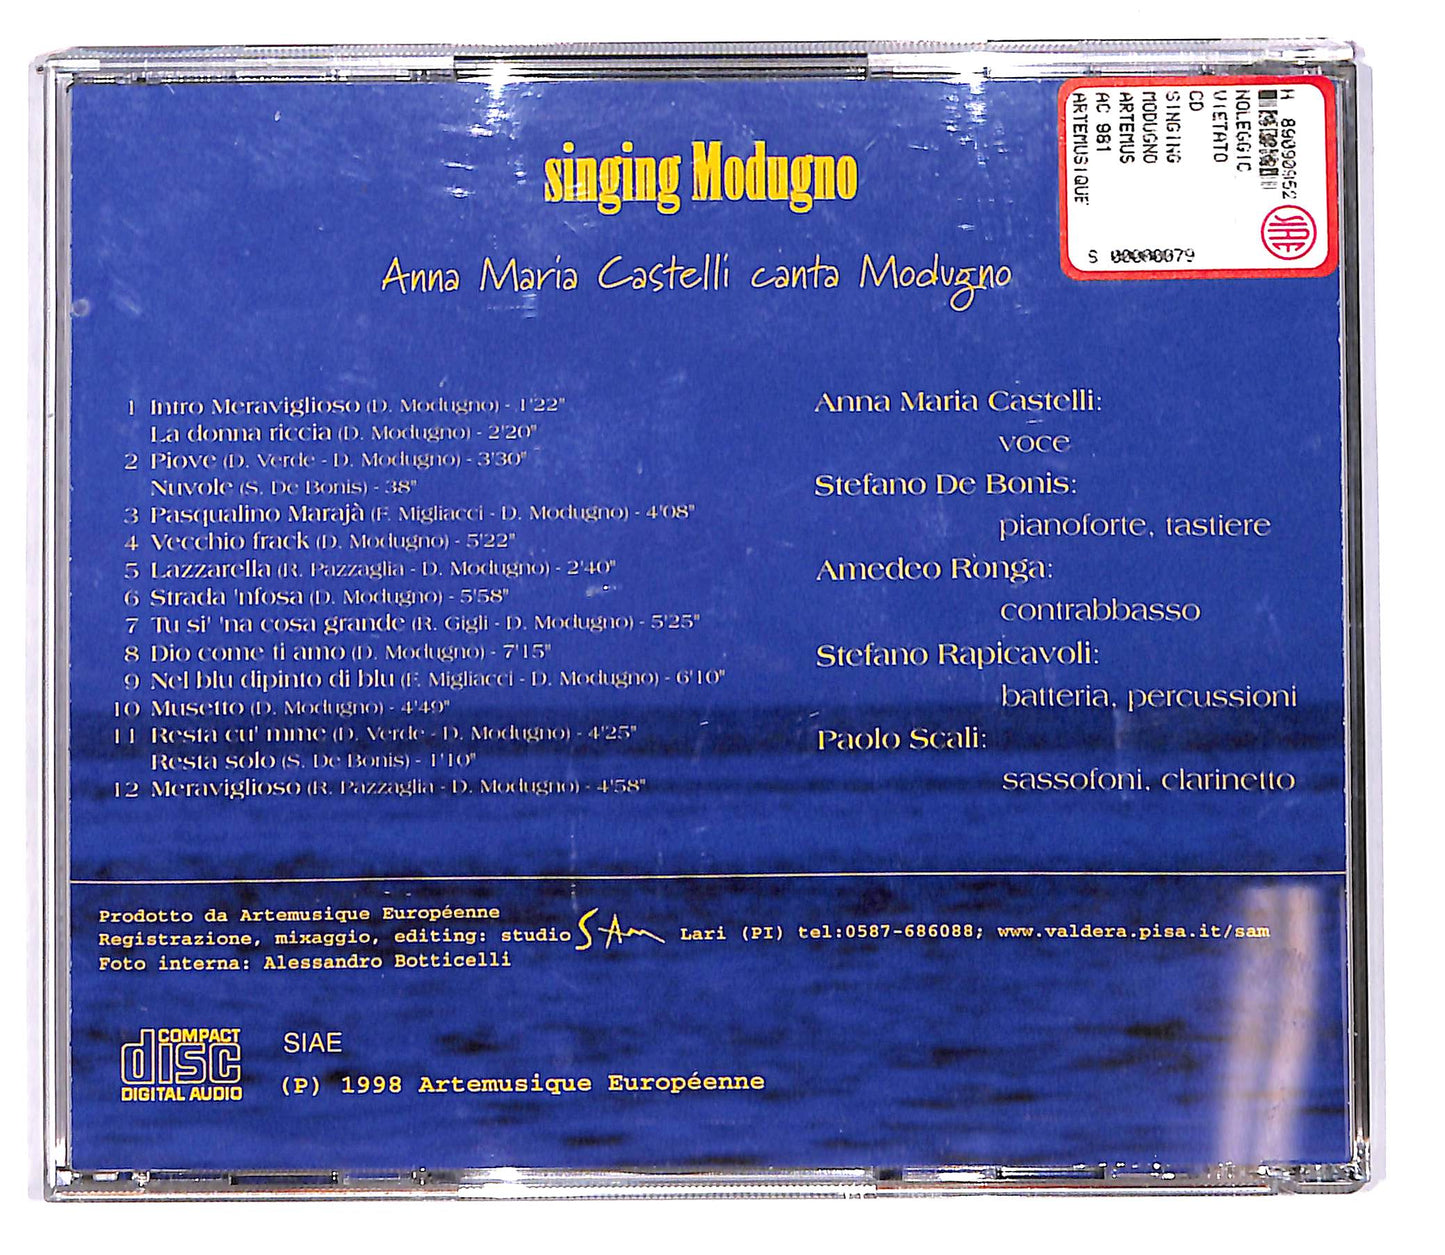 singing Modugno
Anna Maria Castelli canta Modugno
1 Intro Meraviglioso (D. Modugno) - 1'22"
La donna riccia (D. Modugno) - 2'20"
2 Piove (D. Verde - D. Modugno) - 3'30"
Nuvole (S. De Bonis) - 38"
3 Pasqualino Marajà (F. Migliacci - D. Modugno) - 4'08"
4 Vecchio frack (D. Modugno) - 5'22"
5 Lazzarella (R. Pazzaglia - D. Modugno) - 2'40"
6 Strada 'nfosa (D. Modugno) - 5'58"
7 Tu si' 'na cosa grande (R. Gigli - D. Modugno) - 5'25"
8 Dio come ti amo (D. Modugno) - 7'15"
9 Nel blu dipinto di blu (F. Migliacci - D. Modugno) - 6'10"
10 Musetto (D. Modugno) - 4'49"
11 Resta cu' mme (D. Verde - D. Modugno) - 4'25"
Resta solo (S. De Bonis) - 1'10"
12 Meraviglioso (R. Pazzaglia - D. Modugno) - 4'58"
Anna Maria Castelli:
voce
Stefano De Bonis:
pianoforte, tastiere
Amedeo Ronga:
contrabbasso
Stefano Rapicavoli:
batteria, percussioni
Paolo Scali:
sassofoni, clarinetto
Prodotto da Artemusique Européenne
Registrazione, mixaggio, editing: studio SAm Lari (PI) tel:0587-686088; www.valdera.pisa.it/sam
Foto interna: Alessandro Botticelli
COMPACT
disc
DIGITAL AUDIO
SIAE
(P) 1998 Artemusique Européenne
H 890909152
NOLEGGIO
VIETATO
CD
SINGING
MODUGNO
ARTEMUS
AC 981
ARTEMUSIQUE
SIAE
S 00000079